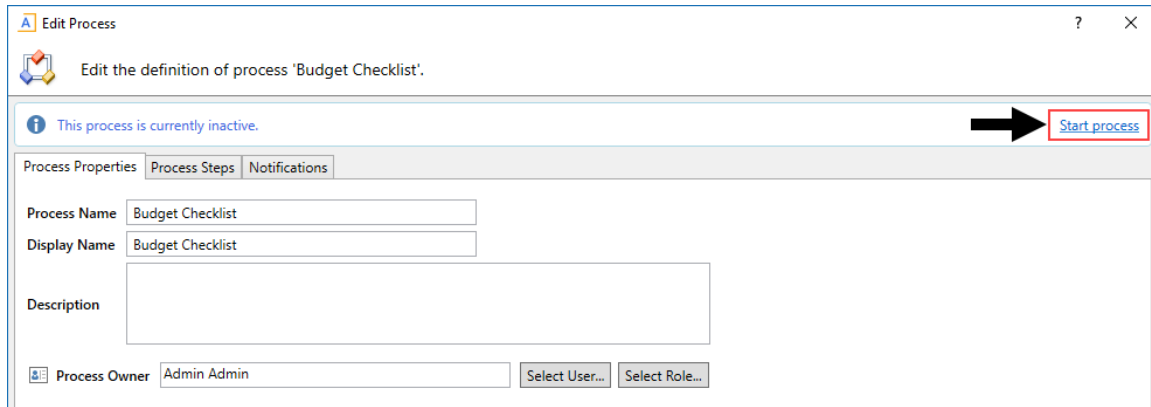 A Edit Process ? ×
Edit the definition of process 'Budget Checklist'.
This process is currently inactive. Start process
Process Properties Process Steps Notifications
Process Name Budget Checklist
Display Name Budget Checklist
Description
Process Owner Admin Admin Select User... Select Role...